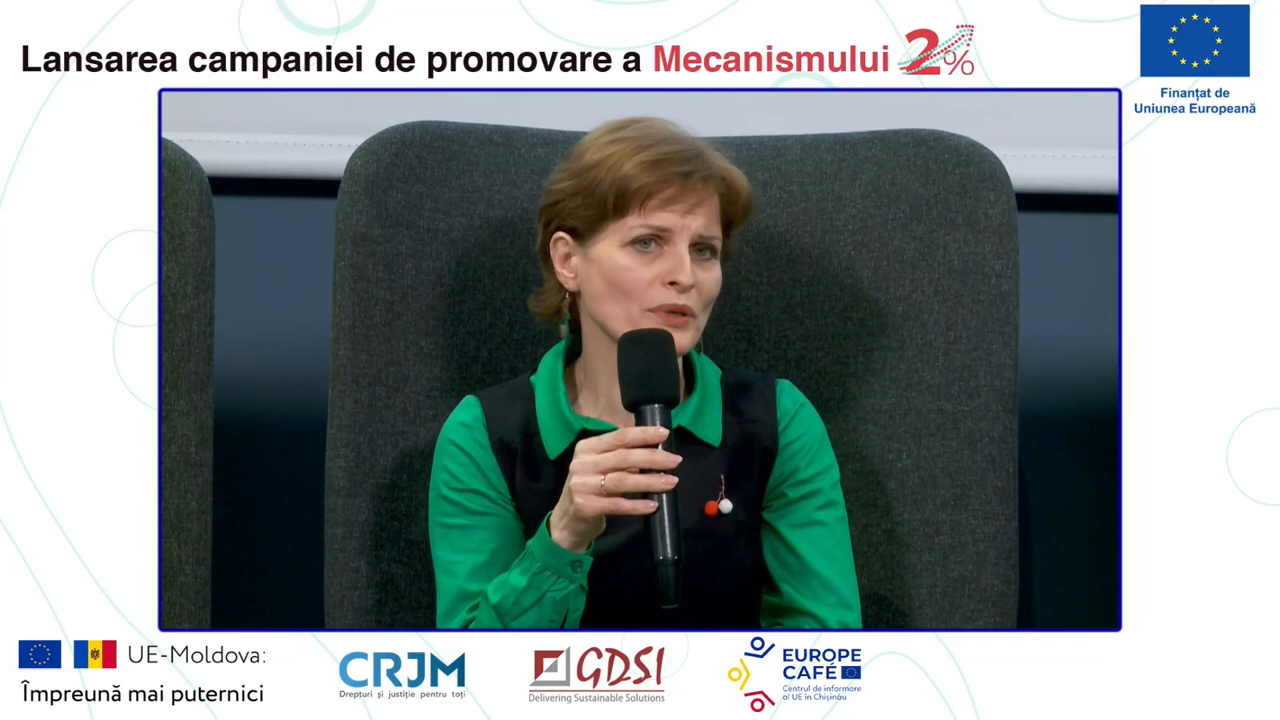 Lansarea campaniei de promovare a Mecanismului 2%
Finanțat de
Uniunea Europeană
UE-Moldova:
Împreună mai puternici
CRJM
Drepturi și justiție pentru toți
GDSI
Delivering Sustainable Solutions
EUROPE
CAFÉ
Centrul de informare
al UE în Chișinău